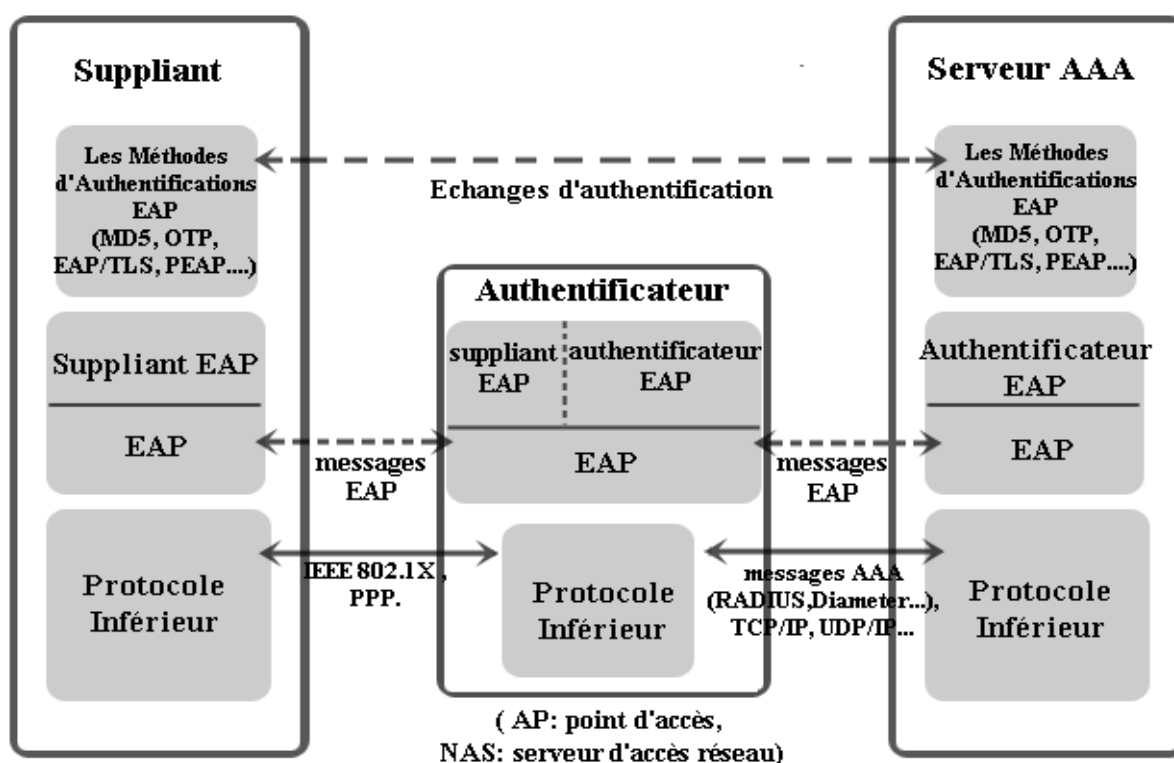 Suppliant
Les Méthodes
d'Authentifications
EAP
(MD5, OTP,
EAP/TLS, PEAP....)
Suppliant EAP
EAP
Protocole
Inférieur
Echanges d'authentification
messages
EAP
IEEE 802.1X ,
PPP.
Authentificateur
suppliant
EAP
authentificateur
EAP
EAP
Protocole
Inférieur
( AP: point d'accès,
NAS: serveur d'accès réseau)
messages
EAP
messages AAA
(RADIUS,Diameter...),
TCP/IP, UDP/IP...
Serveur AAA
Les Méthodes
d'Authentifications
EAP
(MD5, OTP,
EAP/TLS, PEAP....)
Authentificateur
EAP
EAP
Protocole
Inférieur